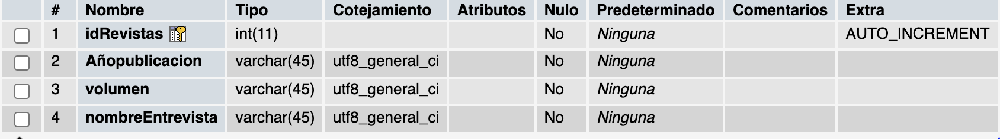 # Nombre Tipo Cotejamiento Atributos Nulo Predeterminado Comentarios Extra
1 idRevistas int(11) No Ninguna AUTO_INCREMENT
2 Añopublicacion varchar(45) utf8_general_ci No Ninguna
3 volumen varchar(45) utf8_general_ci No Ninguna
4 nombreEntrevista varchar(45) utf8_general_ci No Ninguna